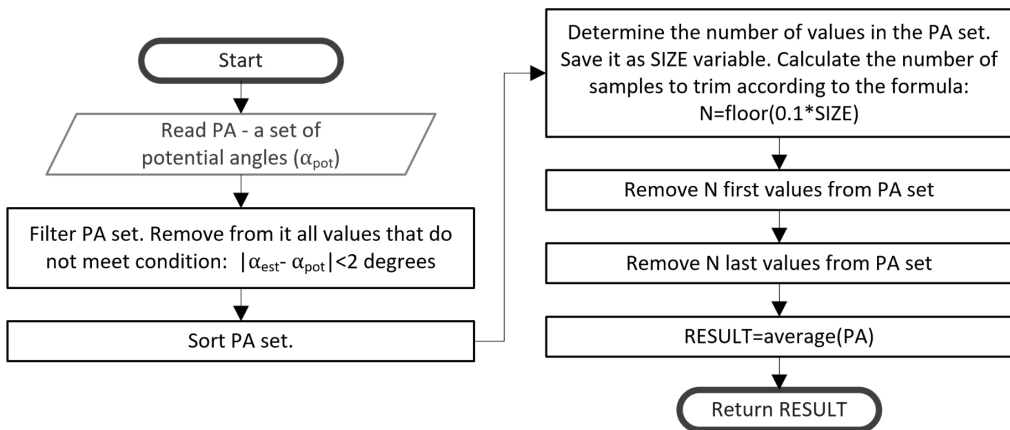 Start
Read PA - a set of
potential angles (αpot)
Filter PA set. Remove from it all values that do
not meet condition:  |αest- αpot|<2 degrees
Sort PA set.
Determine the number of values in the PA set.
Save it as SIZE variable. Calculate the number of
samples to trim according to the formula:
N=floor(0.1*SIZE)
Remove N first values from PA set
Remove N last values from PA set
RESULT=average(PA)
Return RESULT